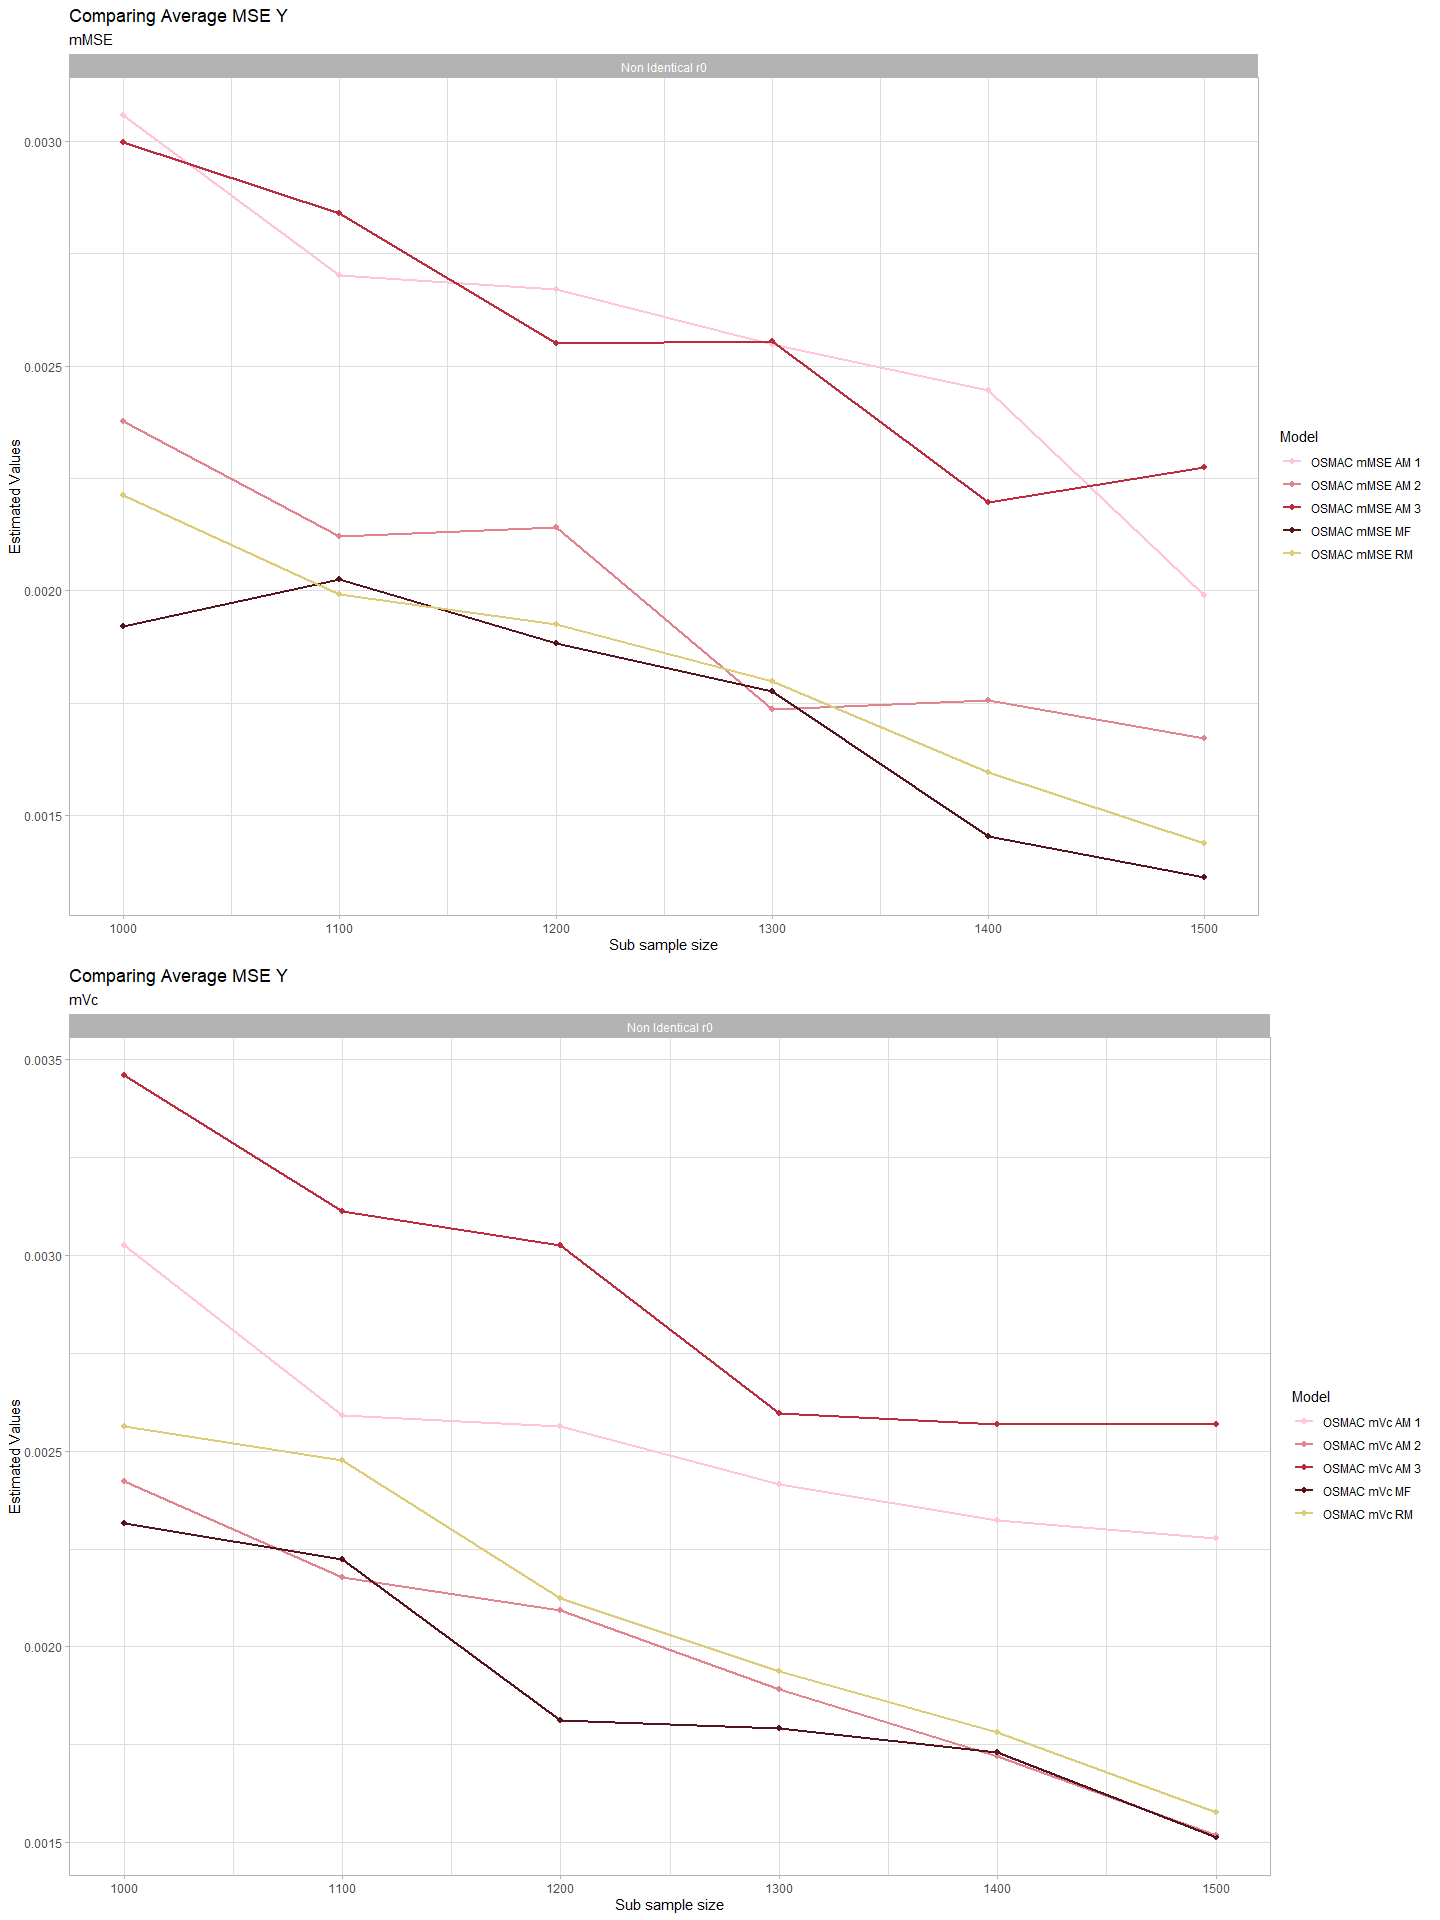 Comparing Average MSE Y
mMSE
Non Identical r0
0.0030
0.0025
0.0020
0.0015
Estimated Values
1000 1100 1200 1300 1400 1500
Sub sample size
Model
OSMAC mMSE AM 1
OSMAC mMSE AM 2
OSMAC mMSE AM 3
OSMAC mMSE MF
OSMAC mMSE RM
Comparing Average MSE Y
mVc
Non Identical r0
0.0035
0.0030
0.0025
0.0020
0.0015
Estimated Values
1000 1100 1200 1300 1400 1500
Sub sample size
Model
OSMAC mVc AM 1
OSMAC mVc AM 2
OSMAC mVc AM 3
OSMAC mVc MF
OSMAC mVc RM